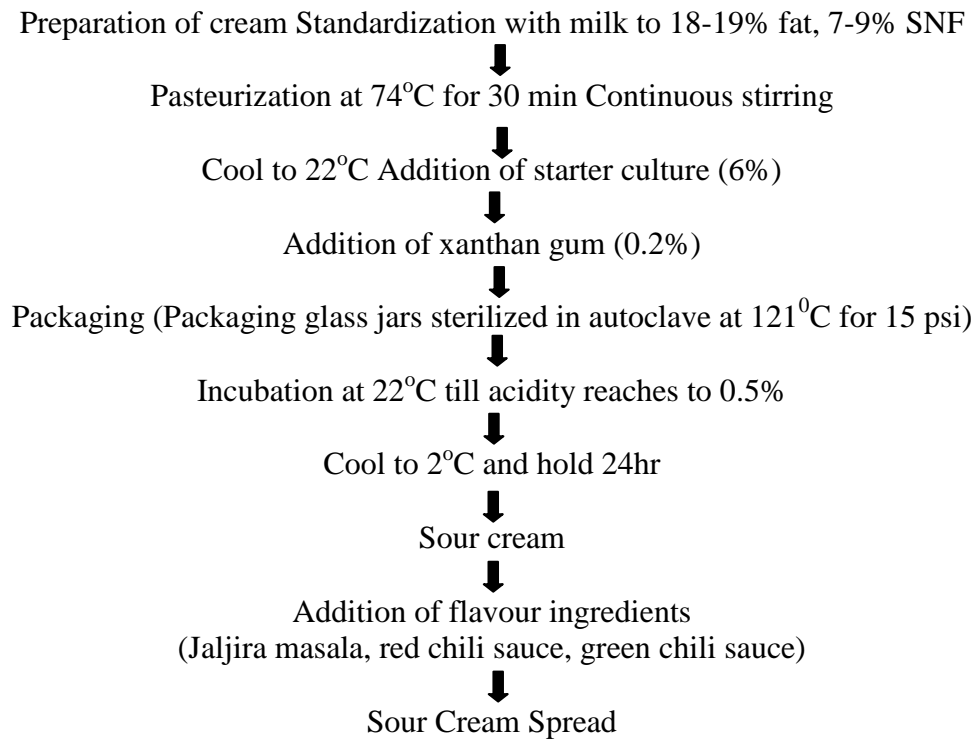 Preparation of cream Standardization with milk to 18-19% fat, 7-9% SNF
Pasteurization at 74°C for 30 min Continuous stirring
Cool to 22°C Addition of starter culture (6%)
Addition of xanthan gum (0.2%)
Packaging (Packaging glass jars sterilized in autoclave at 121⁰C for 15 psi)
Incubation at 22°C till acidity reaches to 0.5%
Cool to 2°C and hold 24hr
Sour cream
Addition of flavour ingredients
(Jaljira masala, red chili sauce, green chili sauce)
Sour Cream Spread